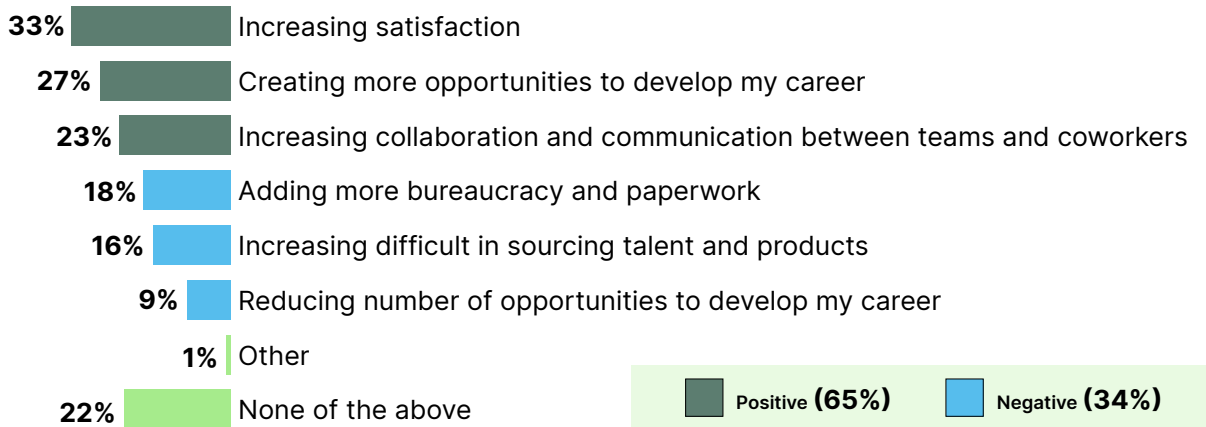 33% Increasing satisfaction
27% Creating more opportunities to develop my career
23% Increasing collaboration and communication between teams and coworkers
18% Adding more bureaucracy and paperwork
16% Increasing difficult in sourcing talent and products
9% Reducing number of opportunities to develop my career
1% Other
22% None of the above
Positive (65%) Negative (34%)